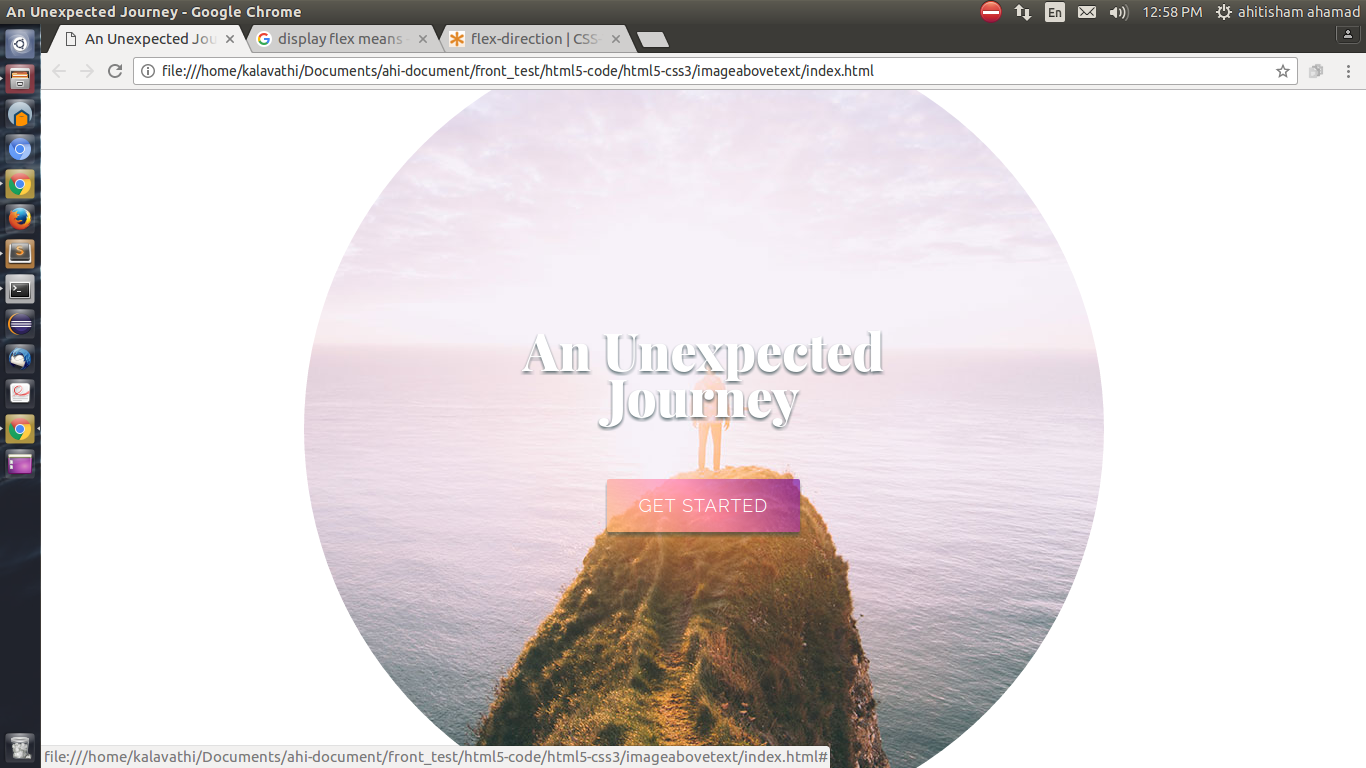 An Unexpected Journey - Google Chrome
En
12:58 PM
ahitisham ahamad
An Unexpected Jou
display flex means -
flex-direction | CSS-
file:///home/kalavathi/Documents/ahi-document/front_test/html5-code/html5-css3/imageabovetext/index.html
An Unexpected
Journey
GET STARTED
file:///home/kalavathi/Documents/ahi-document/front_test/html5-code/html5-css3/imageabovetext/index.html#